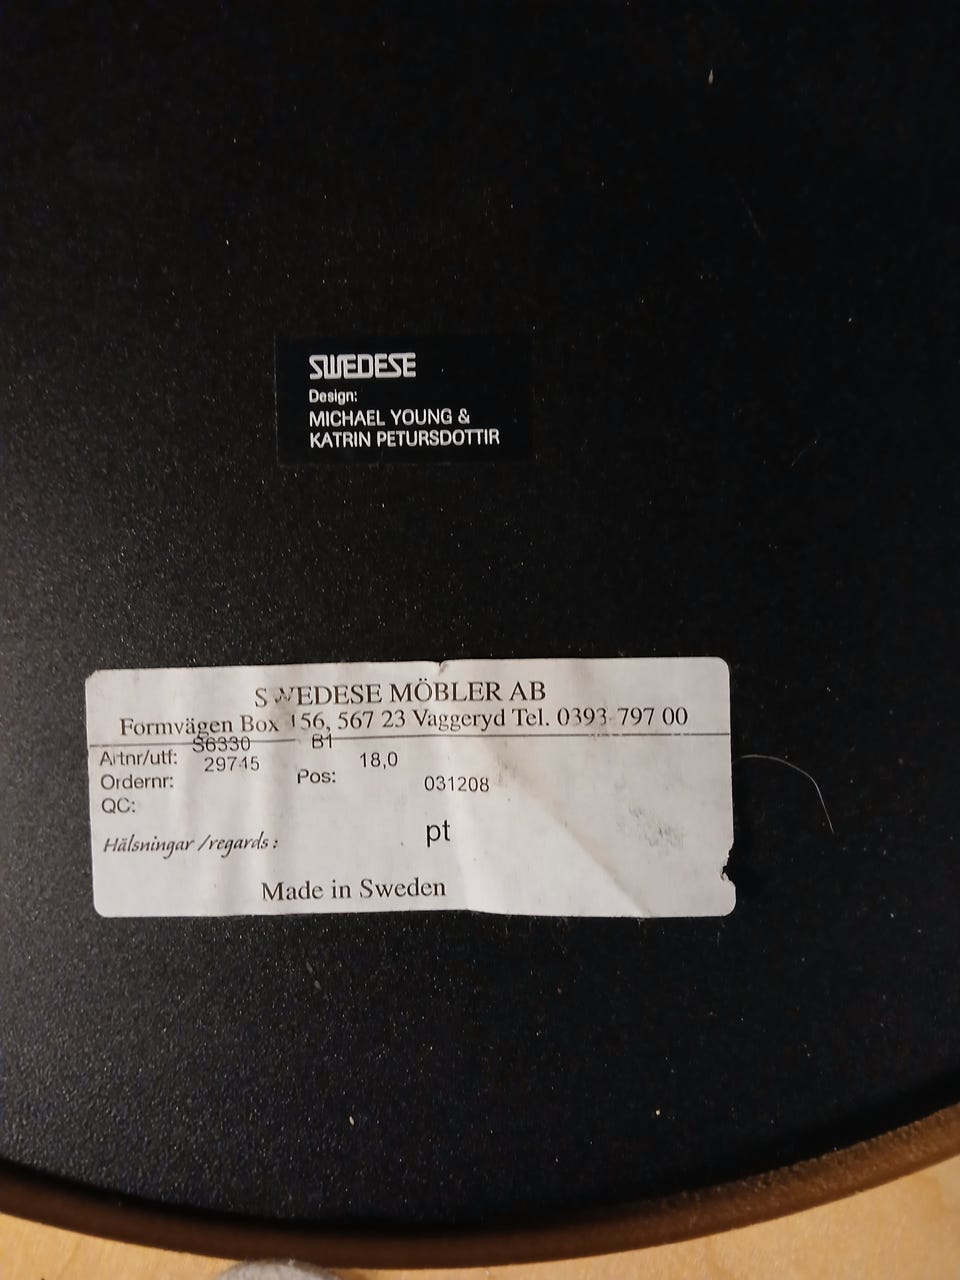 SWEDESE
Design:
MICHAEL YOUNG &
KATRIN PETURSDOTTIR
SWEDESE MÖBLER AB
Formvägen Box 156, 567 23 Vaggeryd Tel. 0393-797 00
S6330 B1
Artnr/utf: 29745 18,0
Ordernr: Pos: 031208
QC:
Hälsningar /regards : pt
Made in Sweden